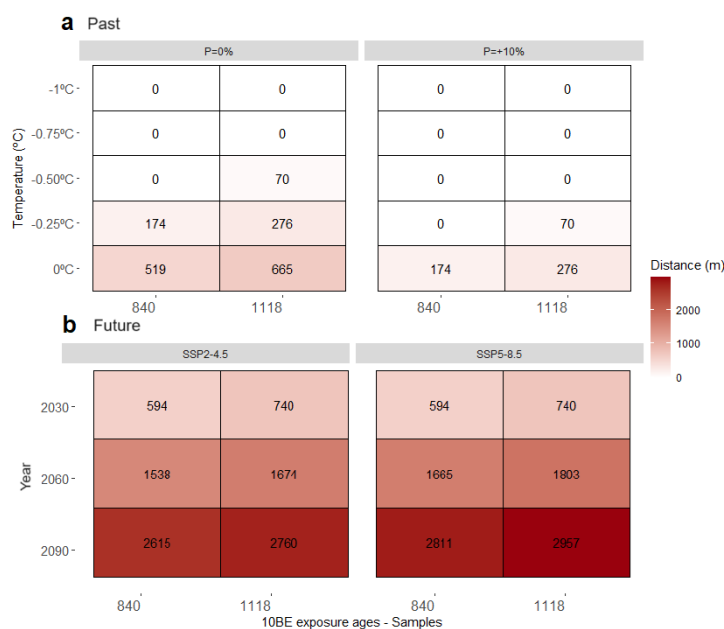 a Past
P=0% P=+10%
-1ºC 0 0 0 0
-0.75ºC 0 0 0 0
-0.50ºC 0 70 0 0
-0.25ºC 174 276 0 70
0ºC 519 665 174 276
840 1118 840 1118
Temperature (ºC)
Distance (m)
2000
1000
0
b Future
SSP2-4.5 SSP5-8.5
2030 594 740 594 740
2060 1538 1674 1665 1803
2090 2615 2760 2811 2957
840 1118 840 1118
Year
10BE exposure ages - Samples